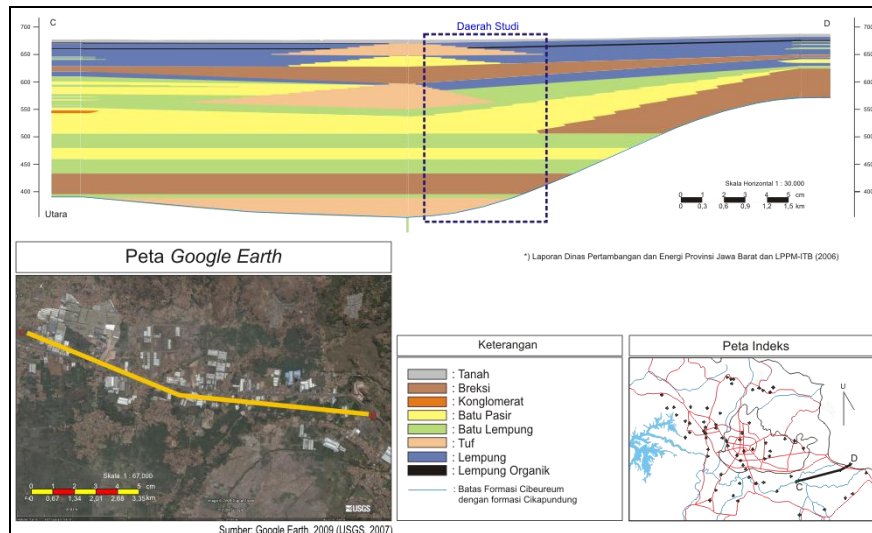 C
Daerah Studi
D
700
650
600
550
500
450
400
700
650
600
550
500
450
400
Utara
Skala Horizontal 1 : 30.000
0 1 2 3 4 5 cm
0 0,3 0,6 0,9 1,2 1,5 km
*) Laporan Dinas Pertambangan dan Energi Provinsi Jawa Barat dan LPPM-ITB (2006)
Peta Google Earth
Skala 1 : 67.000
0 1 2 3 4 5 cm
0 0,67 1,34 2,01 2,68 3,35 km
USGS
Sumber: Google Earth, 2009 (USGS, 2007)
Keterangan
: Tanah
: Breksi
: Konglomerat
: Batu Pasir
: Batu Lempung
: Tuf
: Lempung
: Lempung Organik
: Batas Formasi Cibeureum
dengan formasi Cikapundung
Peta Indeks
U
D
C